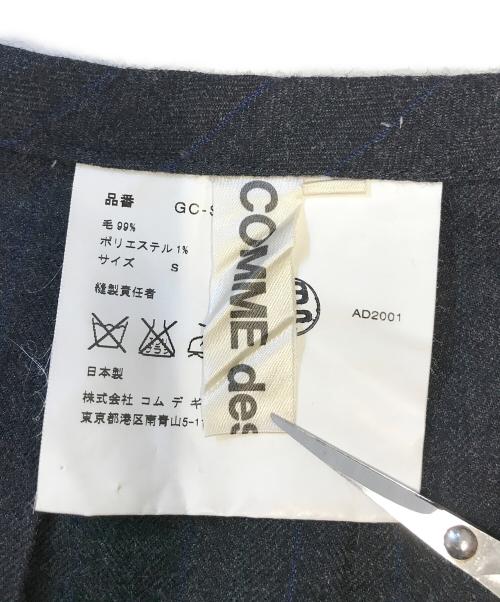 品番 GC-S
毛 99%
ポリエステル 1%
サイズ S
縫製責任者
AD2001
日本製
株式会社 コム デ ギ
東京都港区南青山5-11
COMME des